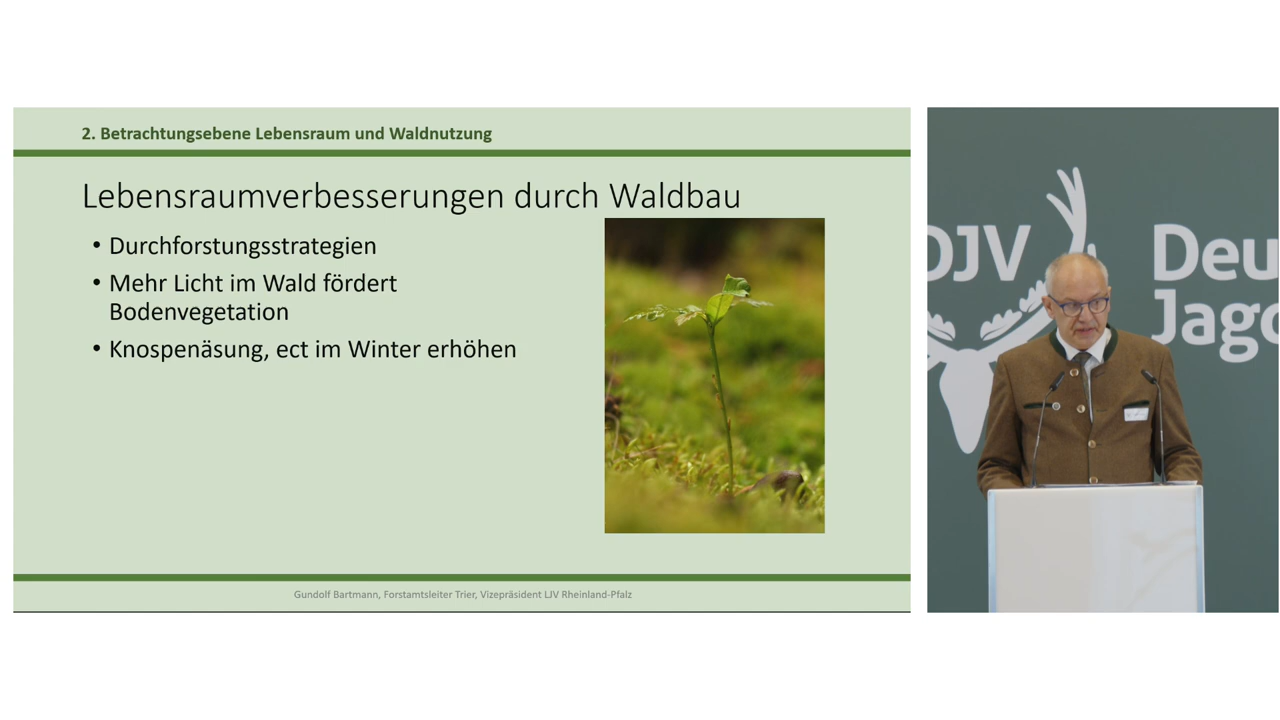 2. Betrachtungsebene Lebensraum und Waldnutzung
Lebensraumverbesserungen durch Waldbau
• Durchforstungsstrategien
• Mehr Licht im Wald fördert
Bodenvegetation
• Knospenäsung, ect im Winter erhöhen
Gundolf Bartmann, Forstamtsleiter Trier, Vizepräsident LJV Rheinland-Pfalz
DJV
Deu
Jagd